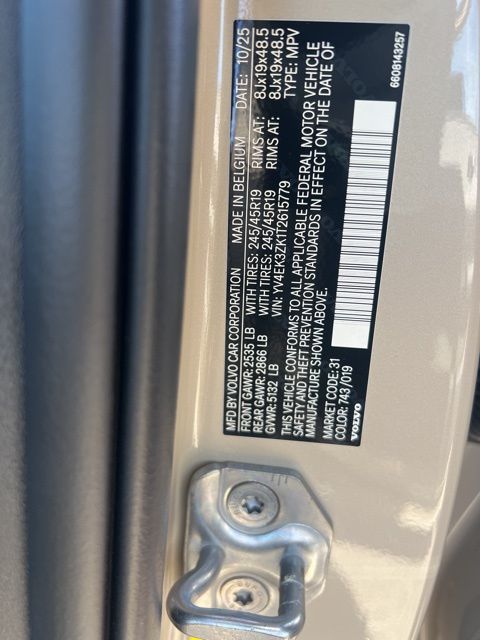 MFD BY VOLVO CAR CORPORATION MADE IN BELGIUM DATE: 10/25
FRONT GAWR: 2535 LB WITH TIRES: 245/45R19 RIMS AT: 8Jx19x48.5
REAR GAWR: 2866 LB WITH TIRES: 245/45R19 RIMS AT: 8Jx19x48.5
GVWR: 5132 LB VIN: YV4EK3ZK1T2615779 TYPE: MPV
THIS VEHICLE CONFORMS TO ALL APPLICABLE FEDERAL MOTOR VEHICLE
SAFETY AND THEFT PREVENTION STANDARDS IN EFFECT ON THE DATE OF
MANUFACTURE SHOWN ABOVE.
MARKET CODE: 31
COLOR: 743 /019
VOLVO
6608143257